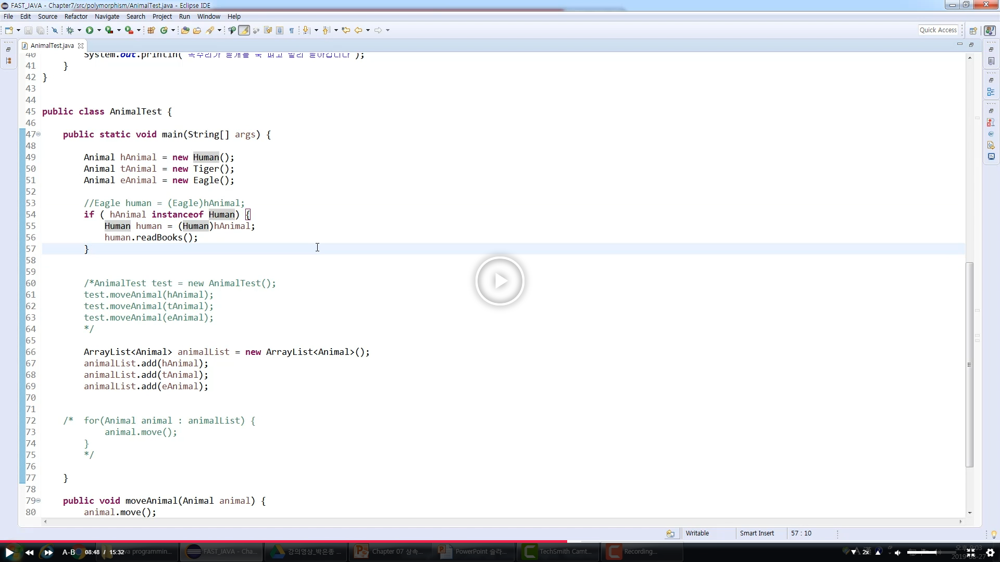 FAST_JAVA - Chapter7/src/polymorphism/AnimalTest.java - Eclipse IDE
File Edit Source Refactor Navigate Search Project Run Window Help
Quick Access
AnimalTest.java
40 System.out.println(
41 }
42 }
43
44
45 public class AnimalTest {
46
47 public static void main(String[] args) {
48
49 Animal hAnimal = new Human();
50 Animal tAnimal = new Tiger();
51 Animal eAnimal = new Eagle();
52
53 //Eagle human = (Eagle)hAnimal;
54 if ( hAnimal instanceof Human) {
55 Human human = (Human)hAnimal;
56 human.readBooks();
57 }
58
59
60 /*AnimalTest test = new AnimalTest();
61 test.moveAnimal(hAnimal);
62 test.moveAnimal(tAnimal);
63 test.moveAnimal(eAnimal);
64 */
65
66 ArrayList<Animal> animalList = new ArrayList<Animal>();
67 animalList.add(hAnimal);
68 animalList.add(tAnimal);
69 animalList.add(eAnimal);
70
71
72 /* for(Animal animal : animalList) {
73 animal.move();
74 }
75 */
76
77 }
78
79 public void moveAnimal(Animal animal) {
80 animal.move();
Writable Smart Insert 57 : 10
A-B 08:48 / 15:32 va programmin... FAST_JAVA - Cha... 강의영상_박은종 ... Chapter 07 상속... PowerPoint 슬라... TechSmith Camt... Recording... 2x
2019-08-27